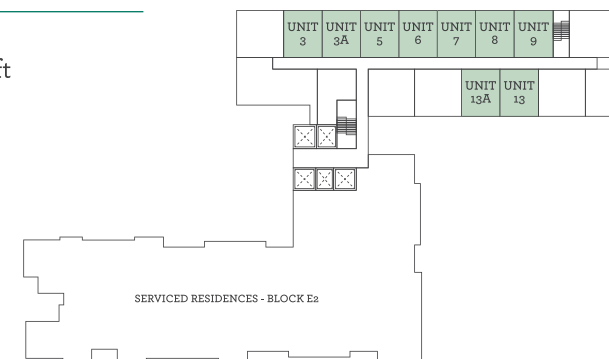 UNIT 3
UNIT 3A
UNIT 5
UNIT 6
UNIT 7
UNIT 8
UNIT 9
ft
UNIT 13A
UNIT 13
SERVICED RESIDENCES - BLOCK E2